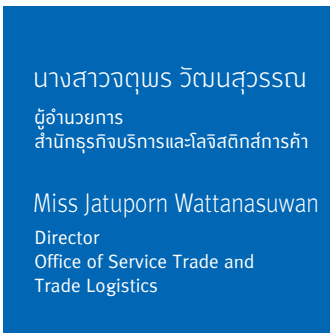 นางสาวจตุพร วัฒนสุวรรณ
ผู้อำนวยการ
สำนักธุรกิจบริการและโลจิสติกส์การค้า
Miss Jatuporn Wattanasuwan
Director
Office of Service Trade and
Trade Logistics